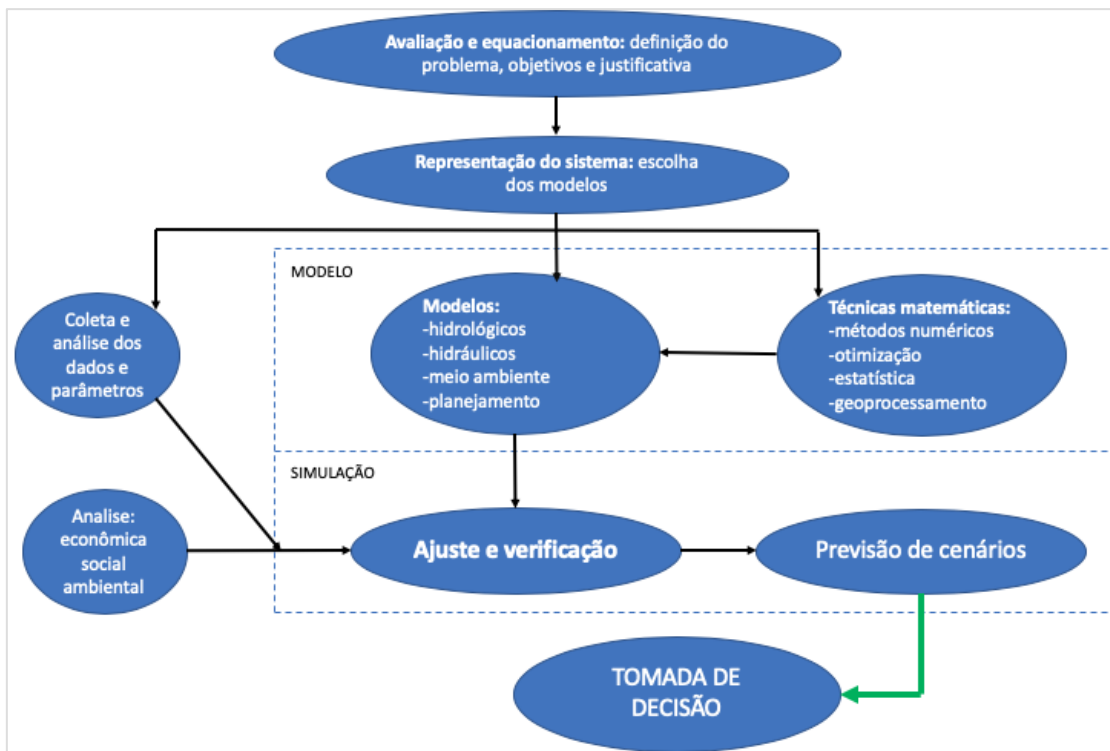 Avaliação e equacionamento: definição do
problema, objetivos e justificativa
Representação do sistema: escolha
dos modelos
MODELO
Modelos:
-hidrológicos
-hidráulicos
-meio ambiente
-planejamento
Técnicas matemáticas:
-métodos numéricos
-otimização
-estatística
-geoprocessamento
Coleta e
análise dos
dados e
parâmetros
SIMULAÇÃO
Analise:
econômica
social
ambiental
Ajuste e verificação
Previsão de cenários
TOMADA DE
DECISÃO